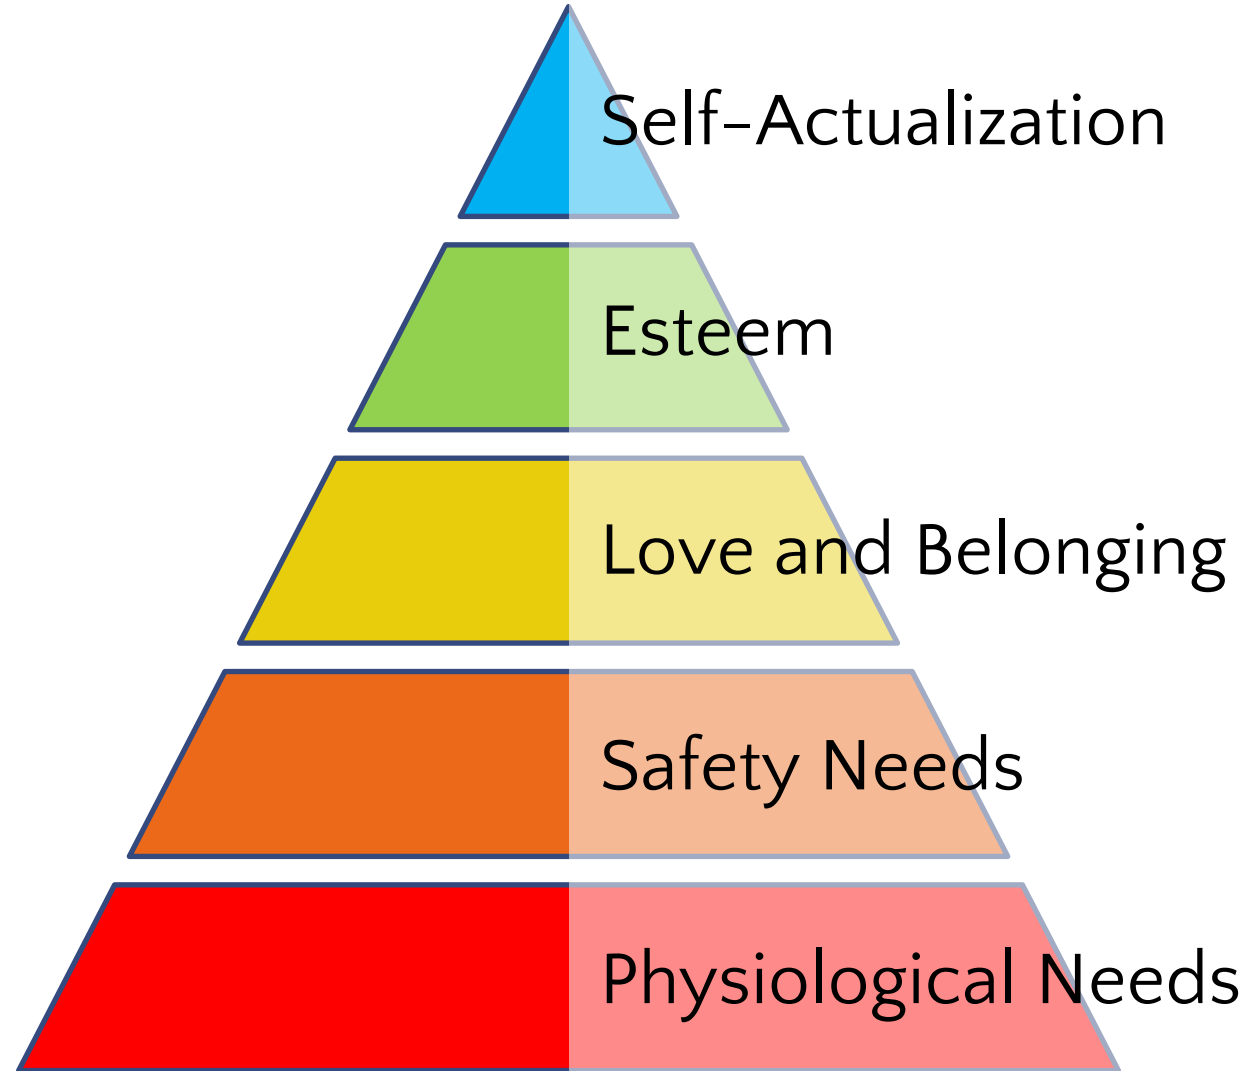 Self-Actualization
Esteem
Love and Belonging
Safety Needs
Physiological Needs